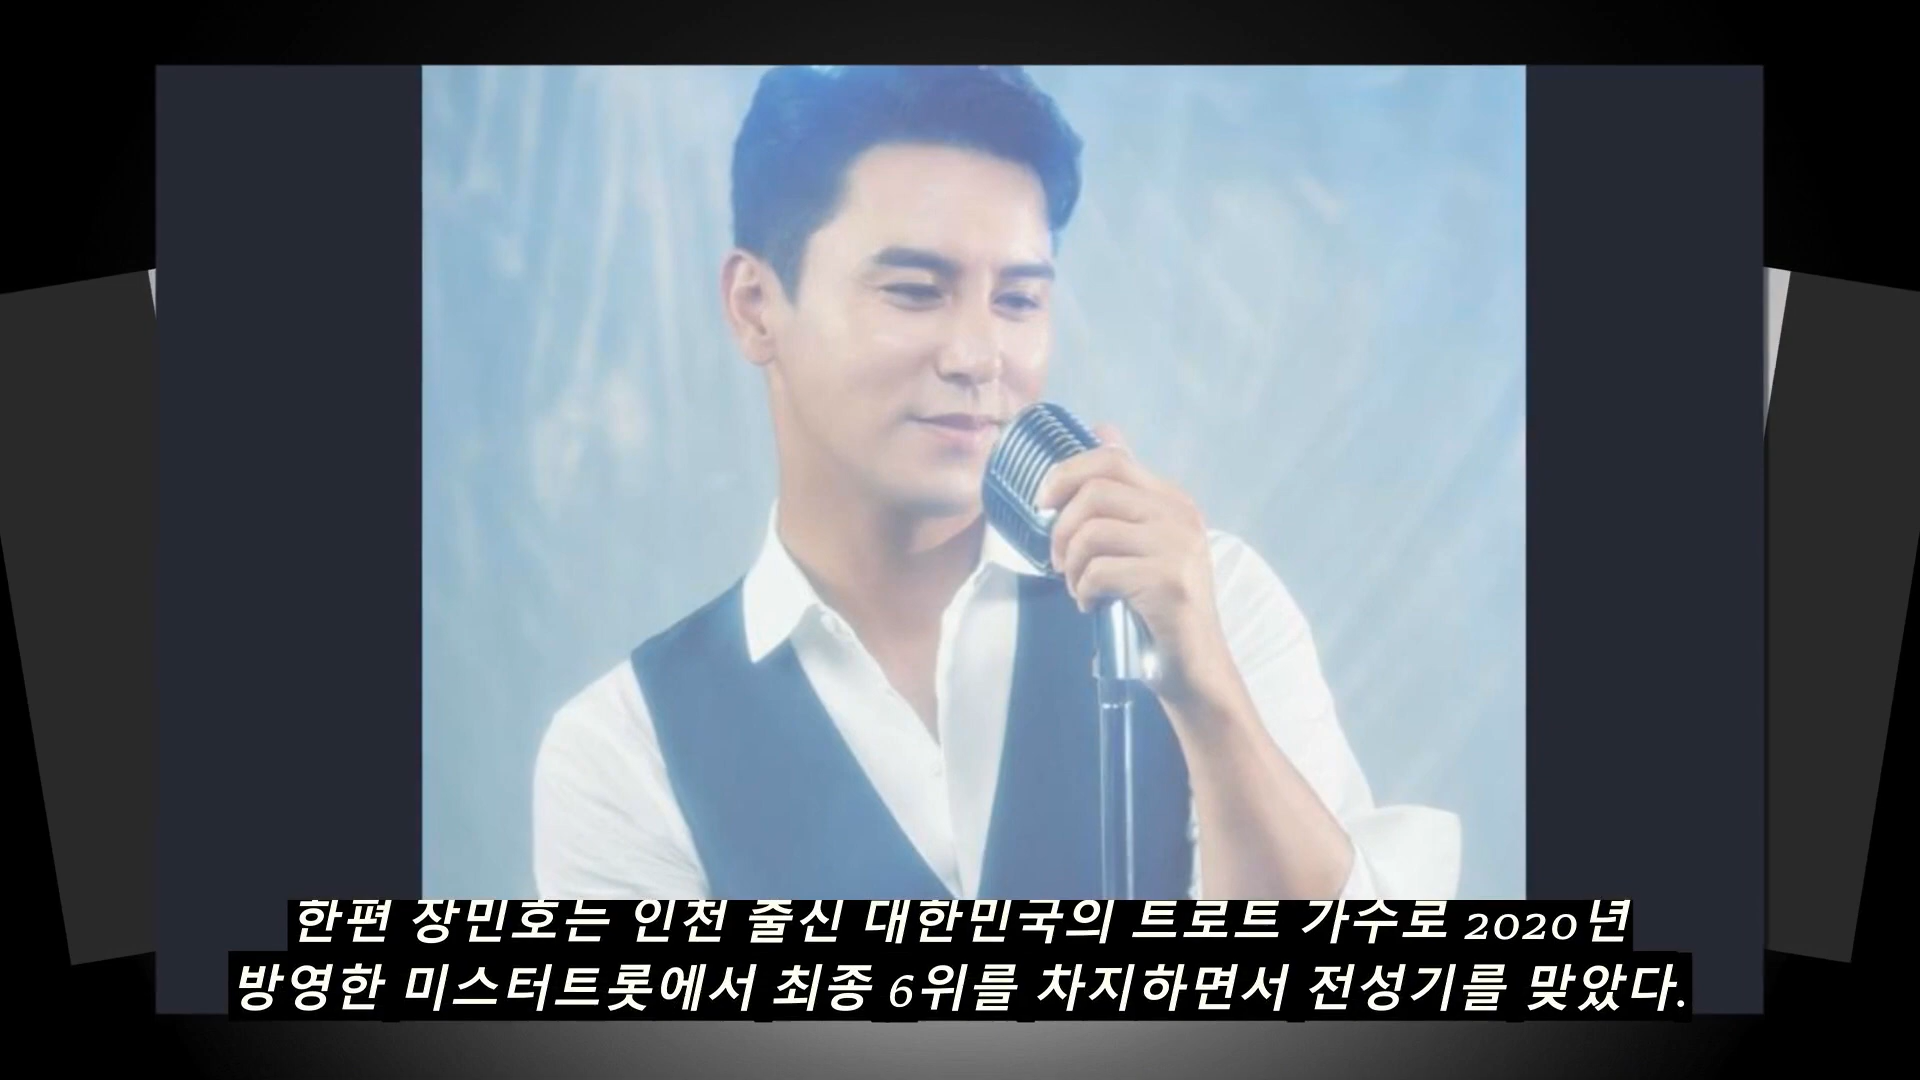 한편 장민호는 인천 출신 대한민국의 트로트 가수로 2020년
방영한 미스터트롯에서 최종 6위를 차지하면서 전성기를 맞았다.